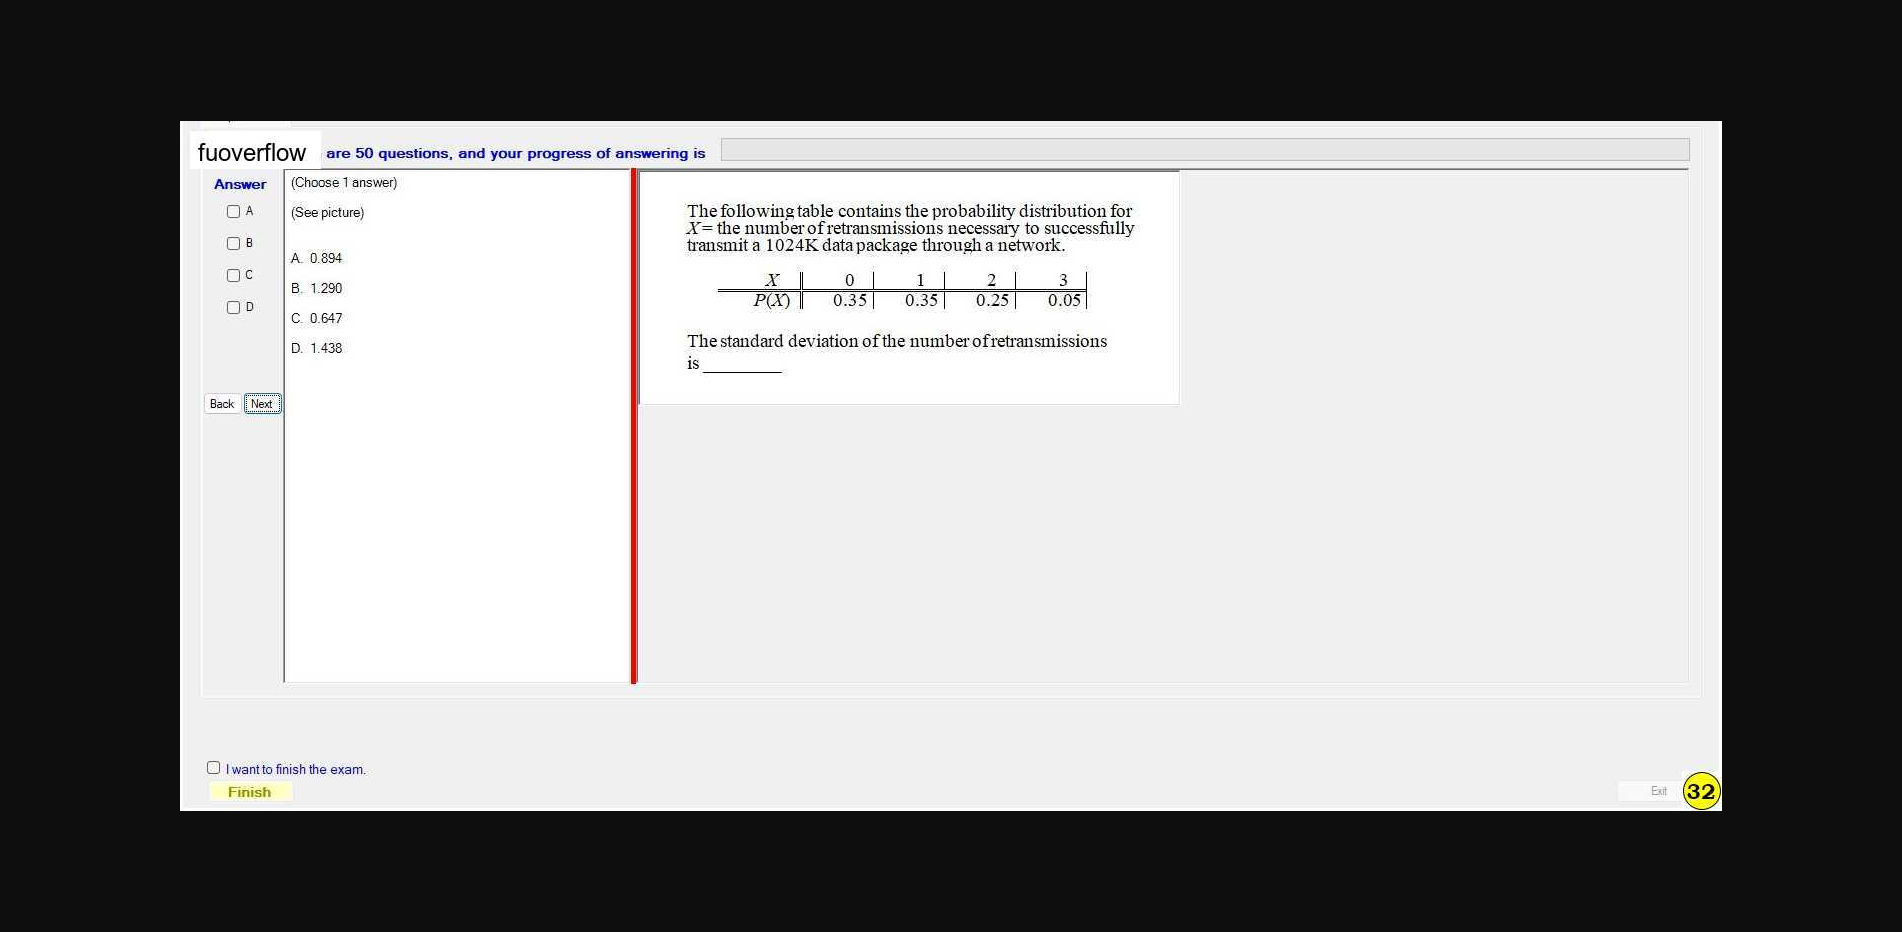 fuoverflow are 50 questions, and your progress of answering is
Answer
A
B
C
D
Back Next
(Choose 1 answer)
(See picture)
A. 0.894
B. 1.290
C. 0.647
D. 1.438
The following table contains the probability distribution for
X = the number of retransmissions necessary to successfully
transmit a 1024K data package through a network.
X 0 1 2 3
P(X) 0.35 0.35 0.25 0.05
The standard deviation of the number of retransmissions
is _________
I want to finish the exam.
Finish
Exit
32